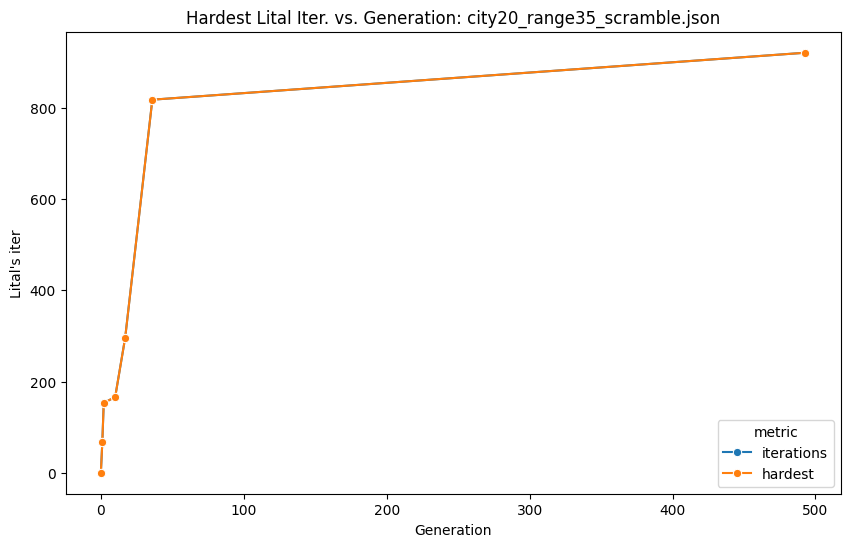 Hardest Lital Iter. vs. Generation: city20_range35_scramble.json
800
600
400
200
0
Lital's iter
0 100 200 300 400 500
Generation
metric
iterations
hardest